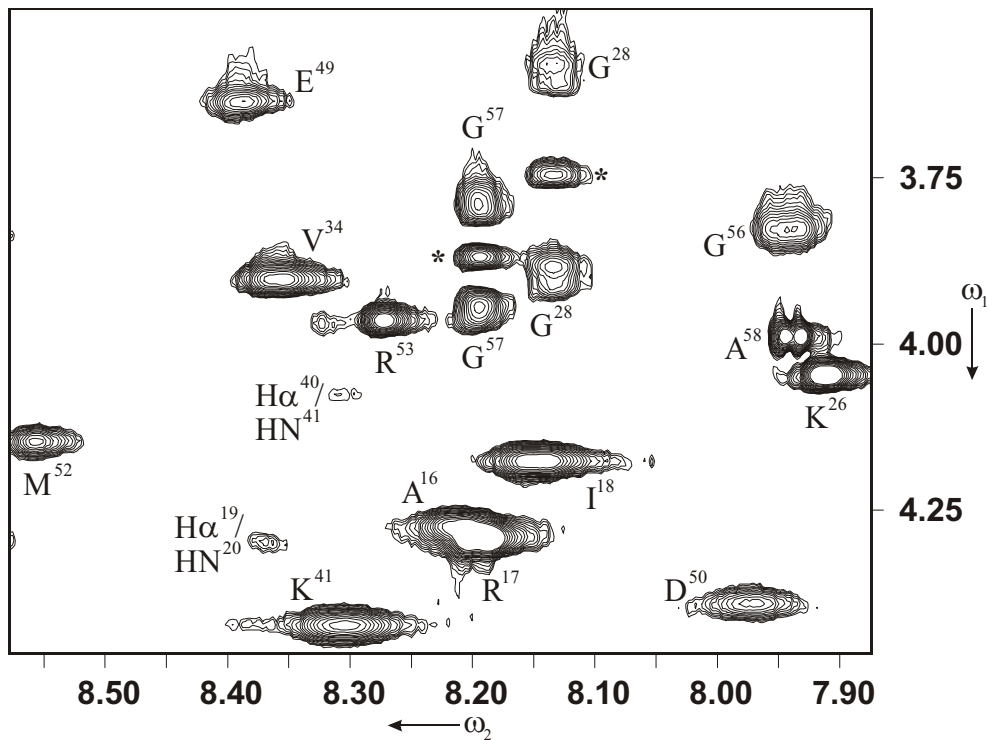 E⁴⁹
G²⁸
G⁵⁷
*
3.75
V³⁴
*
G⁵⁶
G²⁸
ω₁
R⁵³
G⁵⁷
A⁵⁸
4.00
Hα⁴⁰/
HN⁴¹
K²⁶
M⁵²
A¹⁶
I¹⁸
4.25
Hα¹⁹/
HN²⁰
K⁴¹
R¹⁷
D⁵⁰
8.50 8.40 8.30 8.20 8.10 8.00 7.90
ω₂